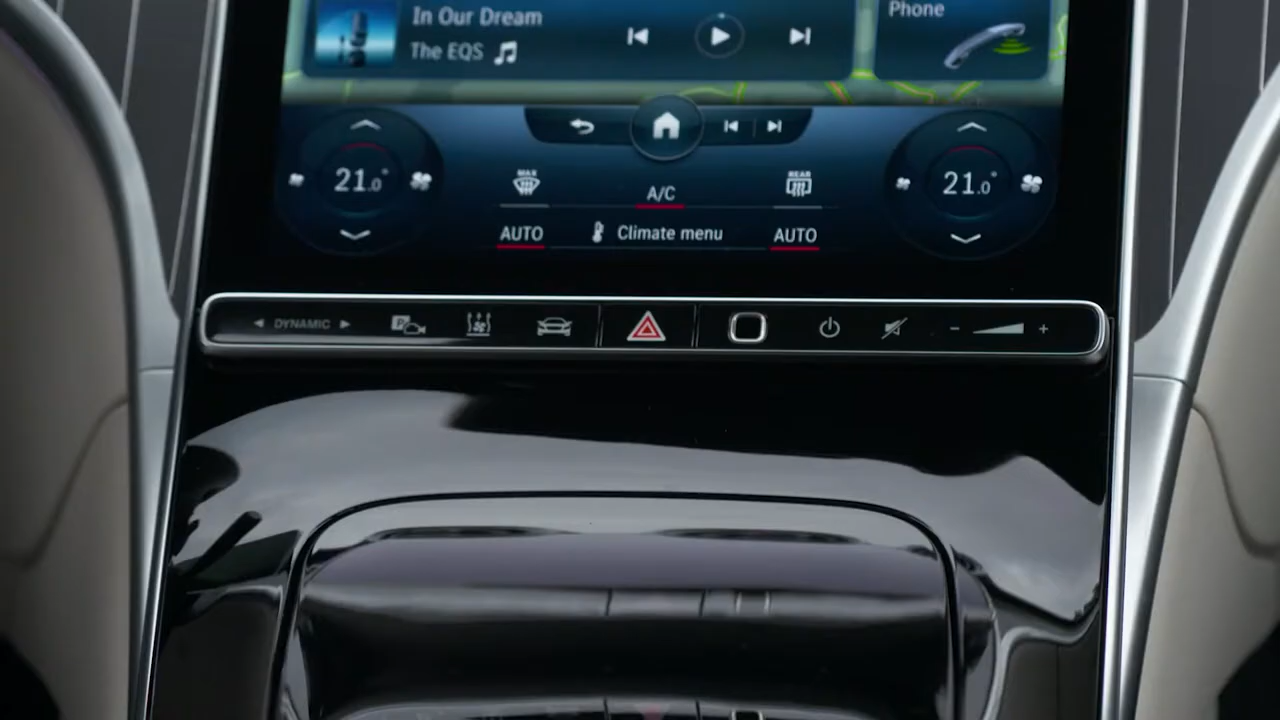 In Our Dream
The EQS
Phone
21.0°
MAX
A/C
REAR
21.0°
AUTO
Climate menu
AUTO
DYNAMIC
P